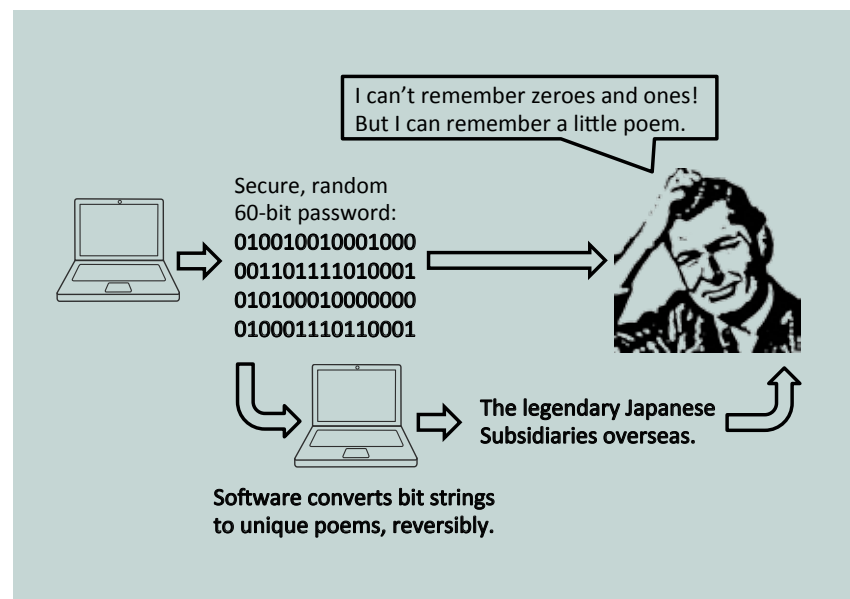 I can't remember zeroes and ones!
But I can remember a little poem.
Secure, random
60-bit password:
010010010001000
001101111010001
010100010000000
010001110110001
The legendary Japanese
Subsidiaries overseas.
Software converts bit strings
to unique poems, reversibly.